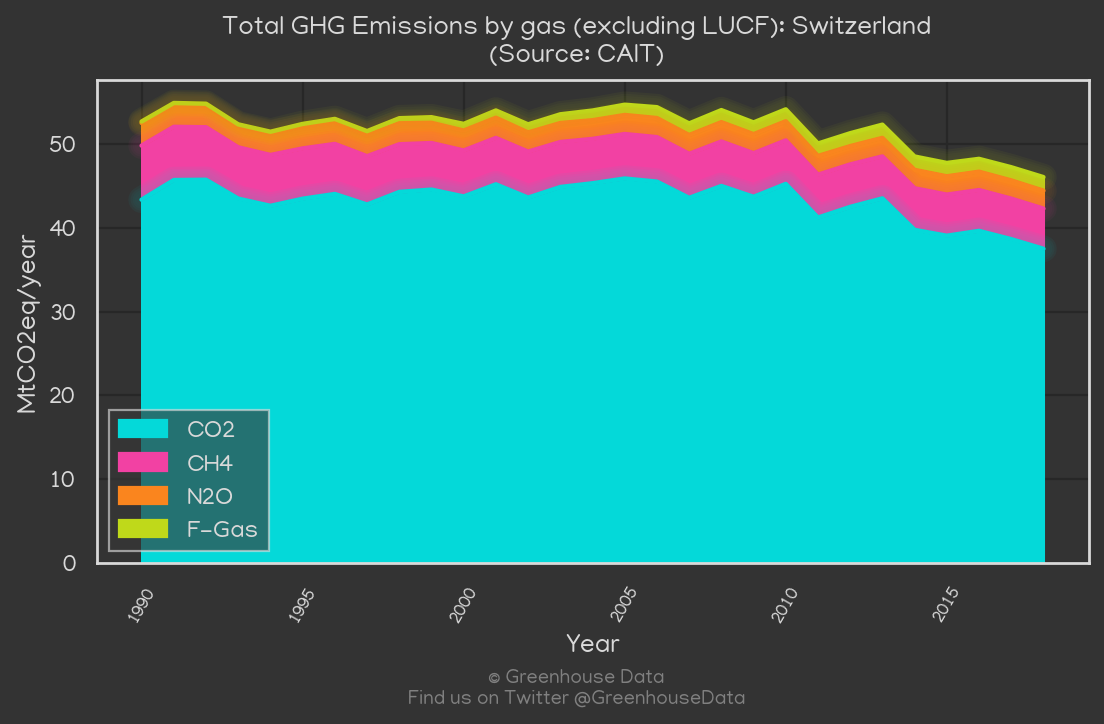 Total GHG Emissions by gas (excluding LUCF): Switzerland
(Source: CAIT)
MtCO2eq/year
50
40
30
20
10
0
CO2
CH4
N2O
F-Gas
1990
1995
2000
2005
2010
2015
Year
© Greenhouse Data
Find us on Twitter @GreenhouseData